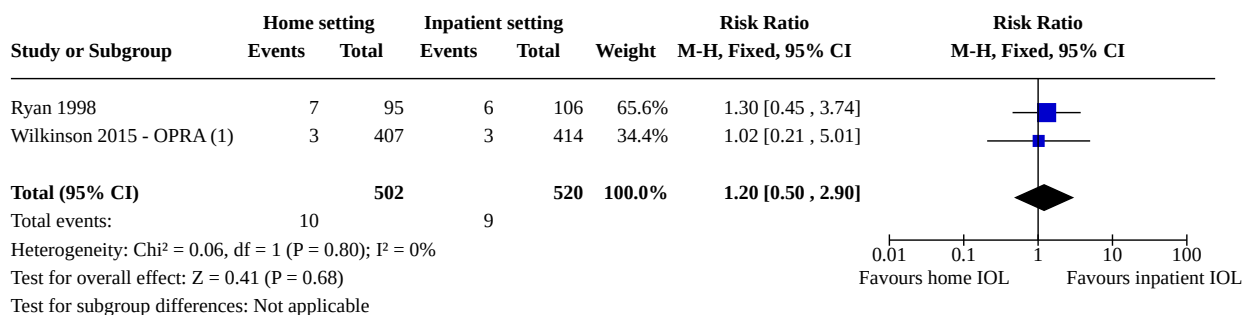 Home setting Inpatient setting Risk Ratio Risk Ratio
Study or Subgroup Events Total Events Total Weight M-H, Fixed, 95% CI M-H, Fixed, 95% CI
Ryan 1998 7 95 6 106 65.6% 1.30 [0.45 , 3.74]
Wilkinson 2015 - OPRA (1) 3 407 3 414 34.4% 1.02 [0.21 , 5.01]
Total (95% CI) 502 520 100.0% 1.20 [0.50 , 2.90]
Total events: 10 9
Heterogeneity: Chi² = 0.06, df = 1 (P = 0.80); I² = 0%
0.01 0.1 1 10 100
Test for overall effect: Z = 0.41 (P = 0.68)
Favours home IOL Favours inpatient IOL
Test for subgroup differences: Not applicable